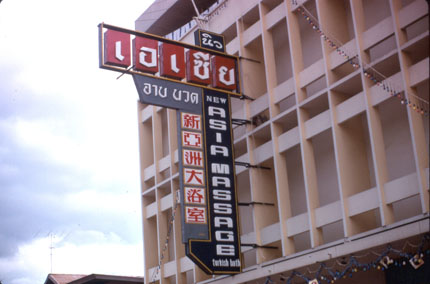 นิว
เอเซีย
อาบ นวด
新亞洲大浴室
NEW
ASIA MASSAGE
turkish bath